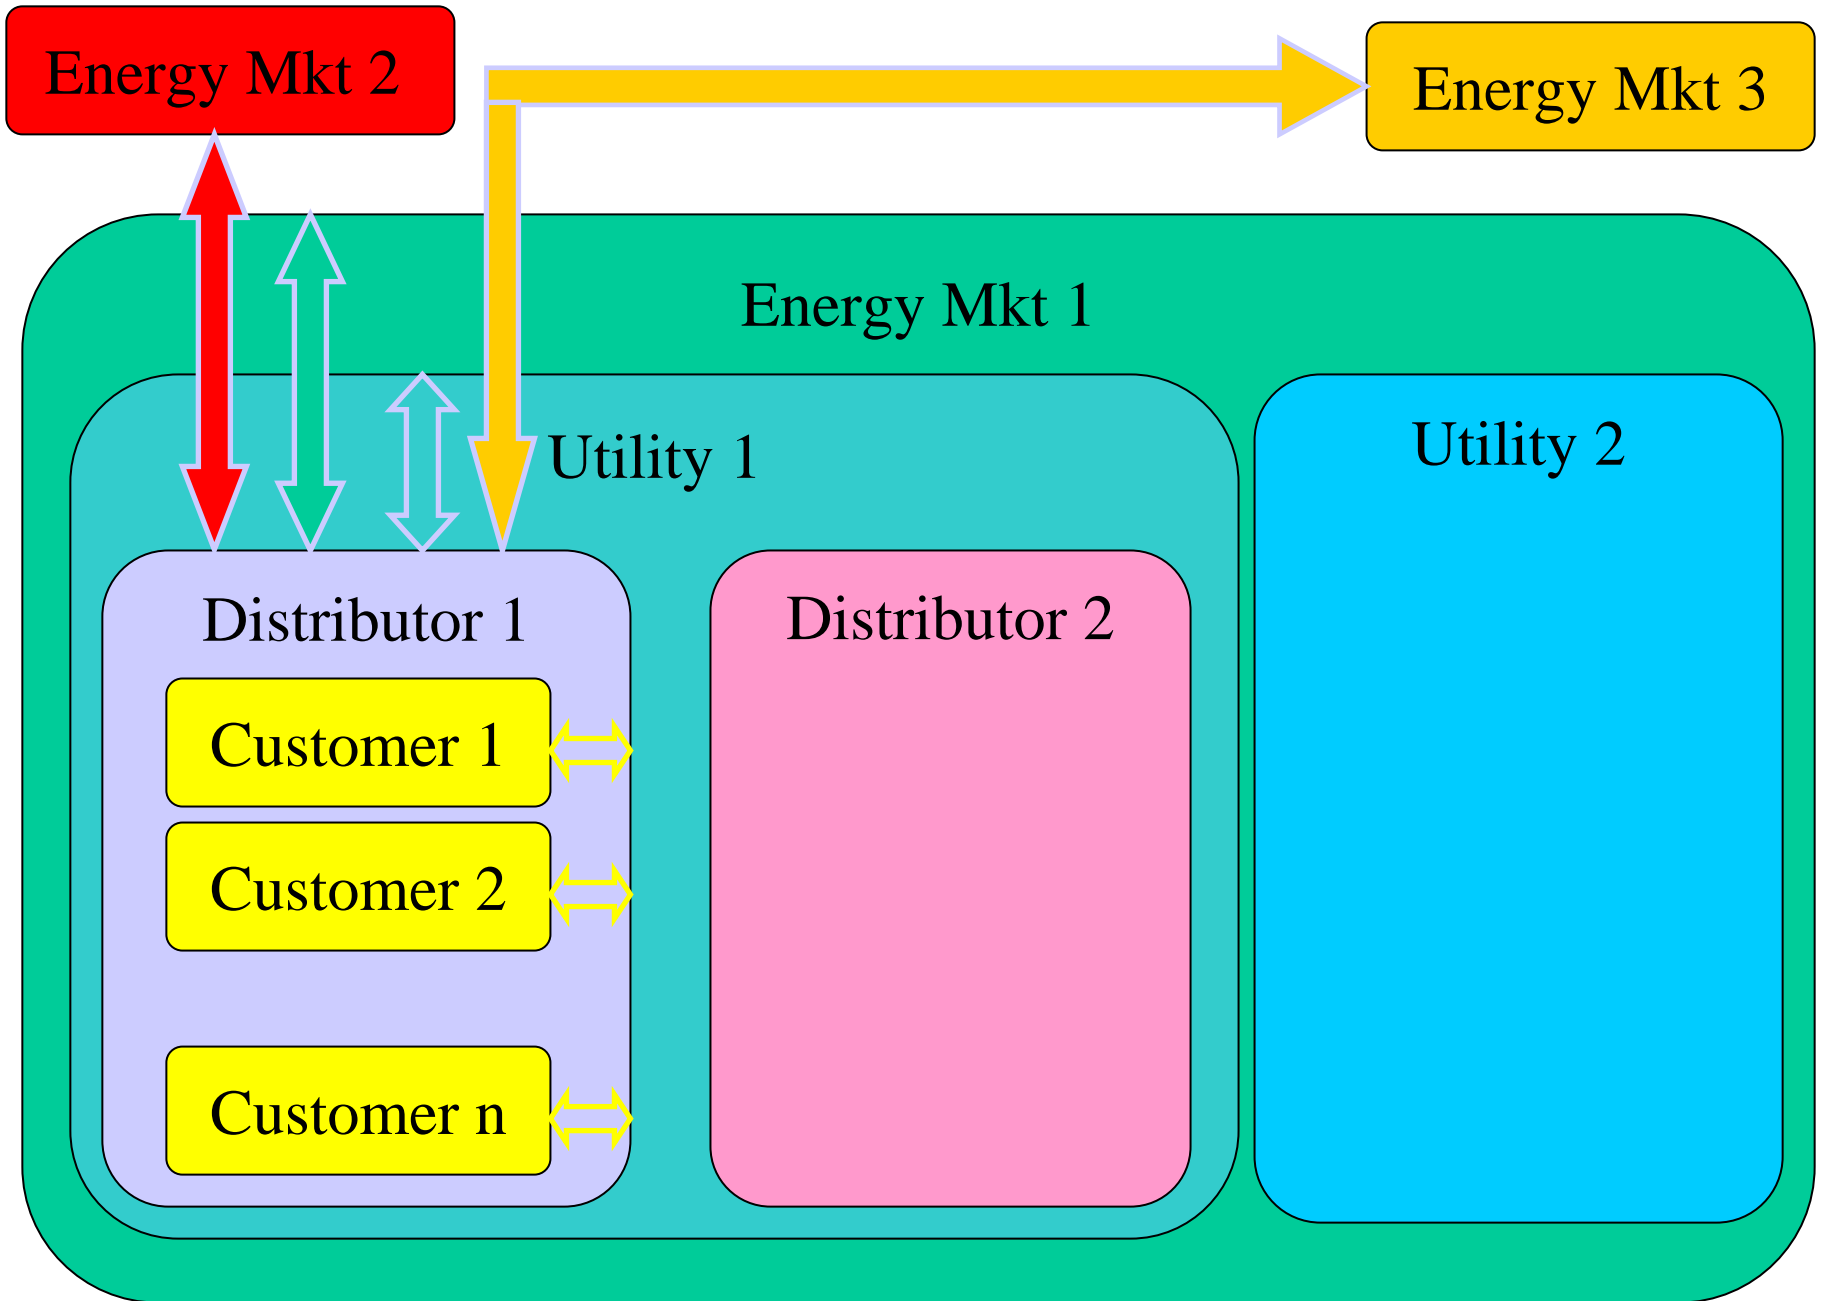 Energy Mkt 2
Energy Mkt 3
Energy Mkt 1
Utility 1
Utility 2
Distributor 1
Distributor 2
Customer 1
Customer 2
Customer n